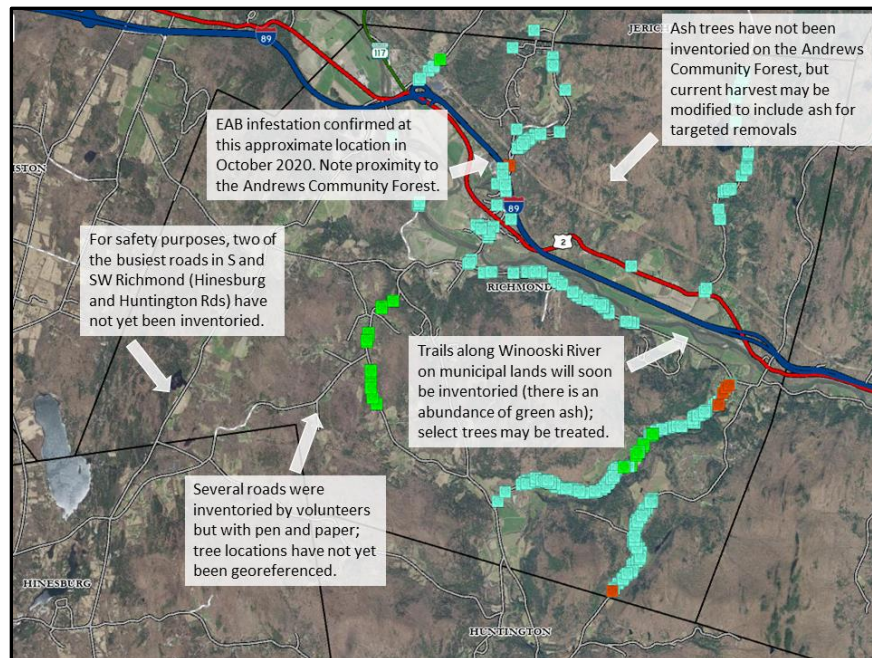 89
117
JERICH
Ash trees have not been
inventoried on the Andrews
Community Forest, but
current harvest may be
modified to include ash for
targeted removals
EAB infestation confirmed at
this approximate location in
October 2020. Note proximity to
the Andrews Community Forest.
STON
89
2
For safety purposes, two of
the busiest roads in S and
SW Richmond (Hinesburg
and Huntington Rds) have
not yet been inventoried.
RICHMOND
Trails along Winooski River
on municipal lands will soon
be inventoried (there is an
abundance of green ash);
select trees may be treated.
Several roads were
inventoried by volunteers
but with pen and paper;
tree locations have not yet
been georeferenced.
HINESBURG
HUNTINGTON